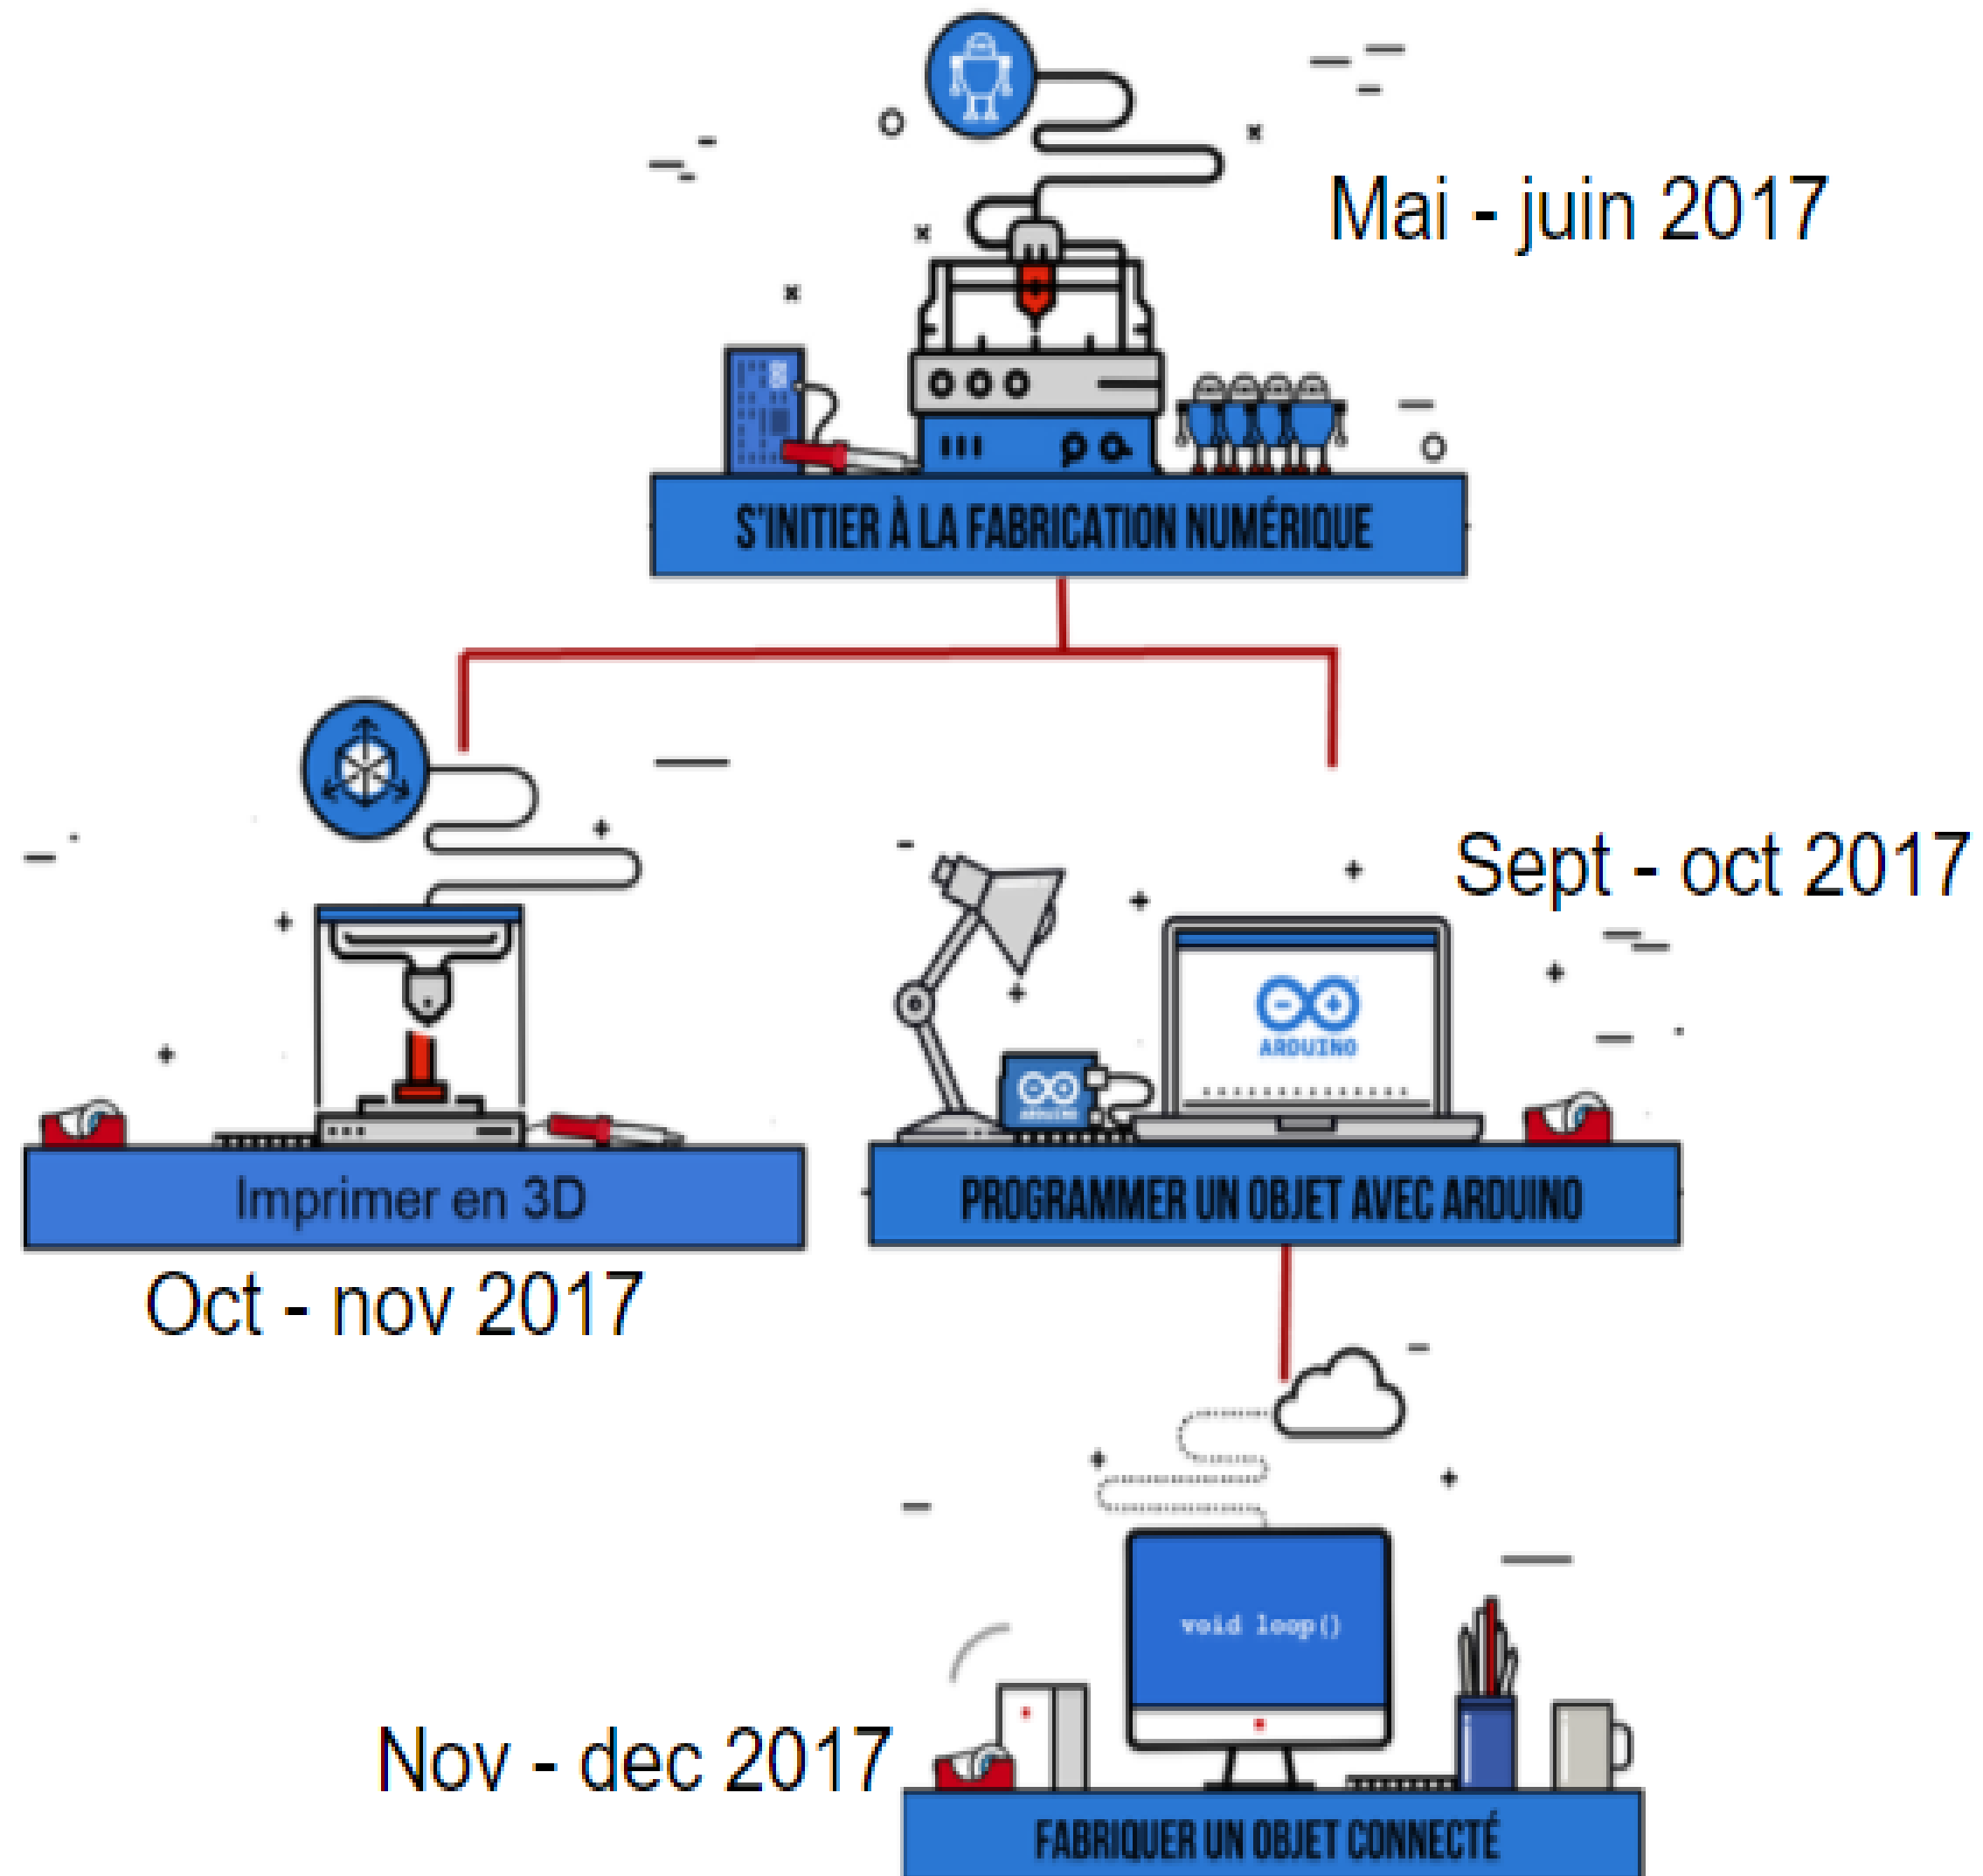 Mai - juin 2017
S'INITIER À LA FABRICATION NUMÉRIQUE
Sept - oct 2017
ARDUINO
ARDUINO
Imprimer en 3D
PROGRAMMER UN OBJET AVEC ARDUINO
Oct - nov 2017
void loop()
Nov - dec 2017
FABRIQUER UN OBJET CONNECTÉ